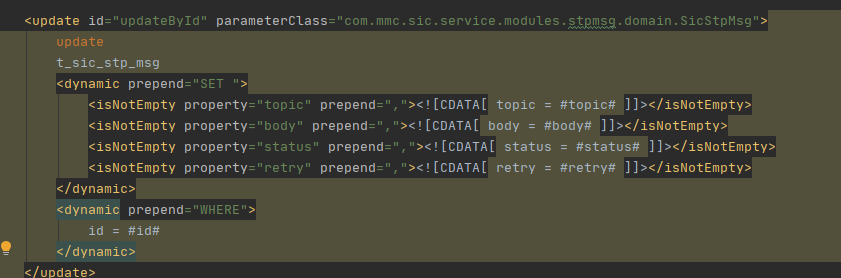 <update id="updateById" parameterClass="com.mmc.sic.service.modules.stpmsg.domain.SicStpMsg">
update
t_sic_stp_msg
<dynamic prepend="SET ">
<isNotEmpty property="topic" prepend=","><![CDATA[ topic = #topic# ]]></isNotEmpty>
<isNotEmpty property="body" prepend=","><![CDATA[ body = #body# ]]></isNotEmpty>
<isNotEmpty property="status" prepend=","><![CDATA[ status = #status# ]]></isNotEmpty>
<isNotEmpty property="retry" prepend=","><![CDATA[ retry = #retry# ]]></isNotEmpty>
</dynamic>
<dynamic prepend="WHERE">
id = #id#
</dynamic>
</update>